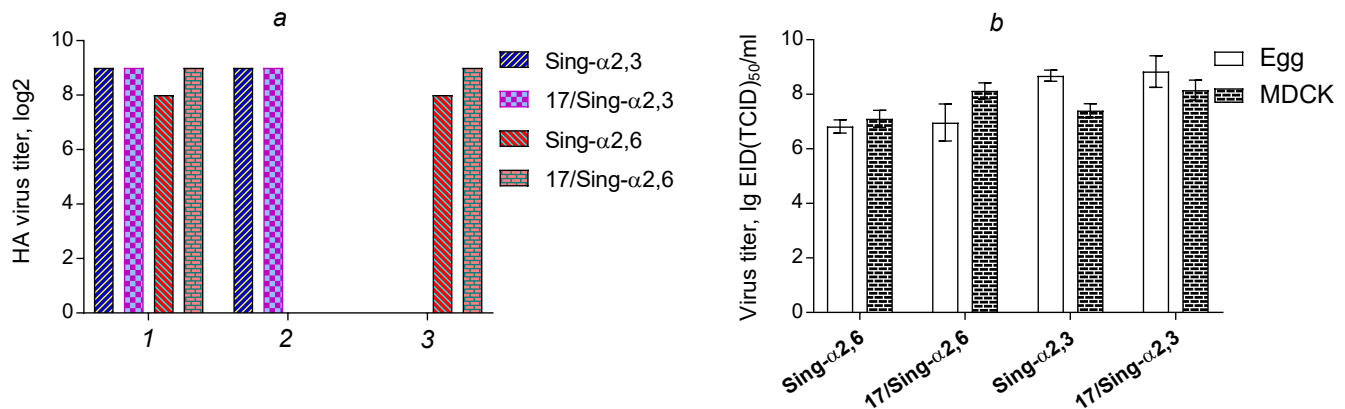 a
HA virus titer, log2
10
8
6
4
2
0
1
2
3
Sing-α2,3
17/Sing-α2,3
Sing-α2,6
17/Sing-α2,6
b
Virus titer, lg EID(TCID)50/ml
10
8
6
4
2
0
Sing-α2,6
17/Sing-α2,6
Sing-α2,3
17/Sing-α2,3
Egg
MDCK